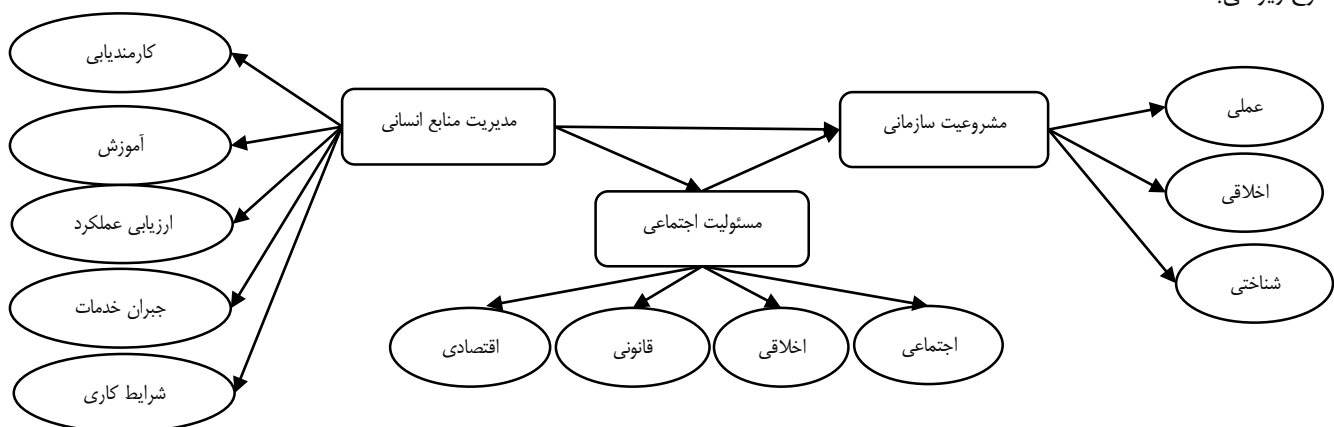 کارمندیابی
آموزش
ارزیابی عملکرد
جبران خدمات
شرایط کاری
مدیریت منابع انسانی
مسئولیت اجتماعی
اقتصادی
قانونی
اخلاقی
اجتماعی
مشروعیت سازمانی
عملی
اخلاقی
شناختی